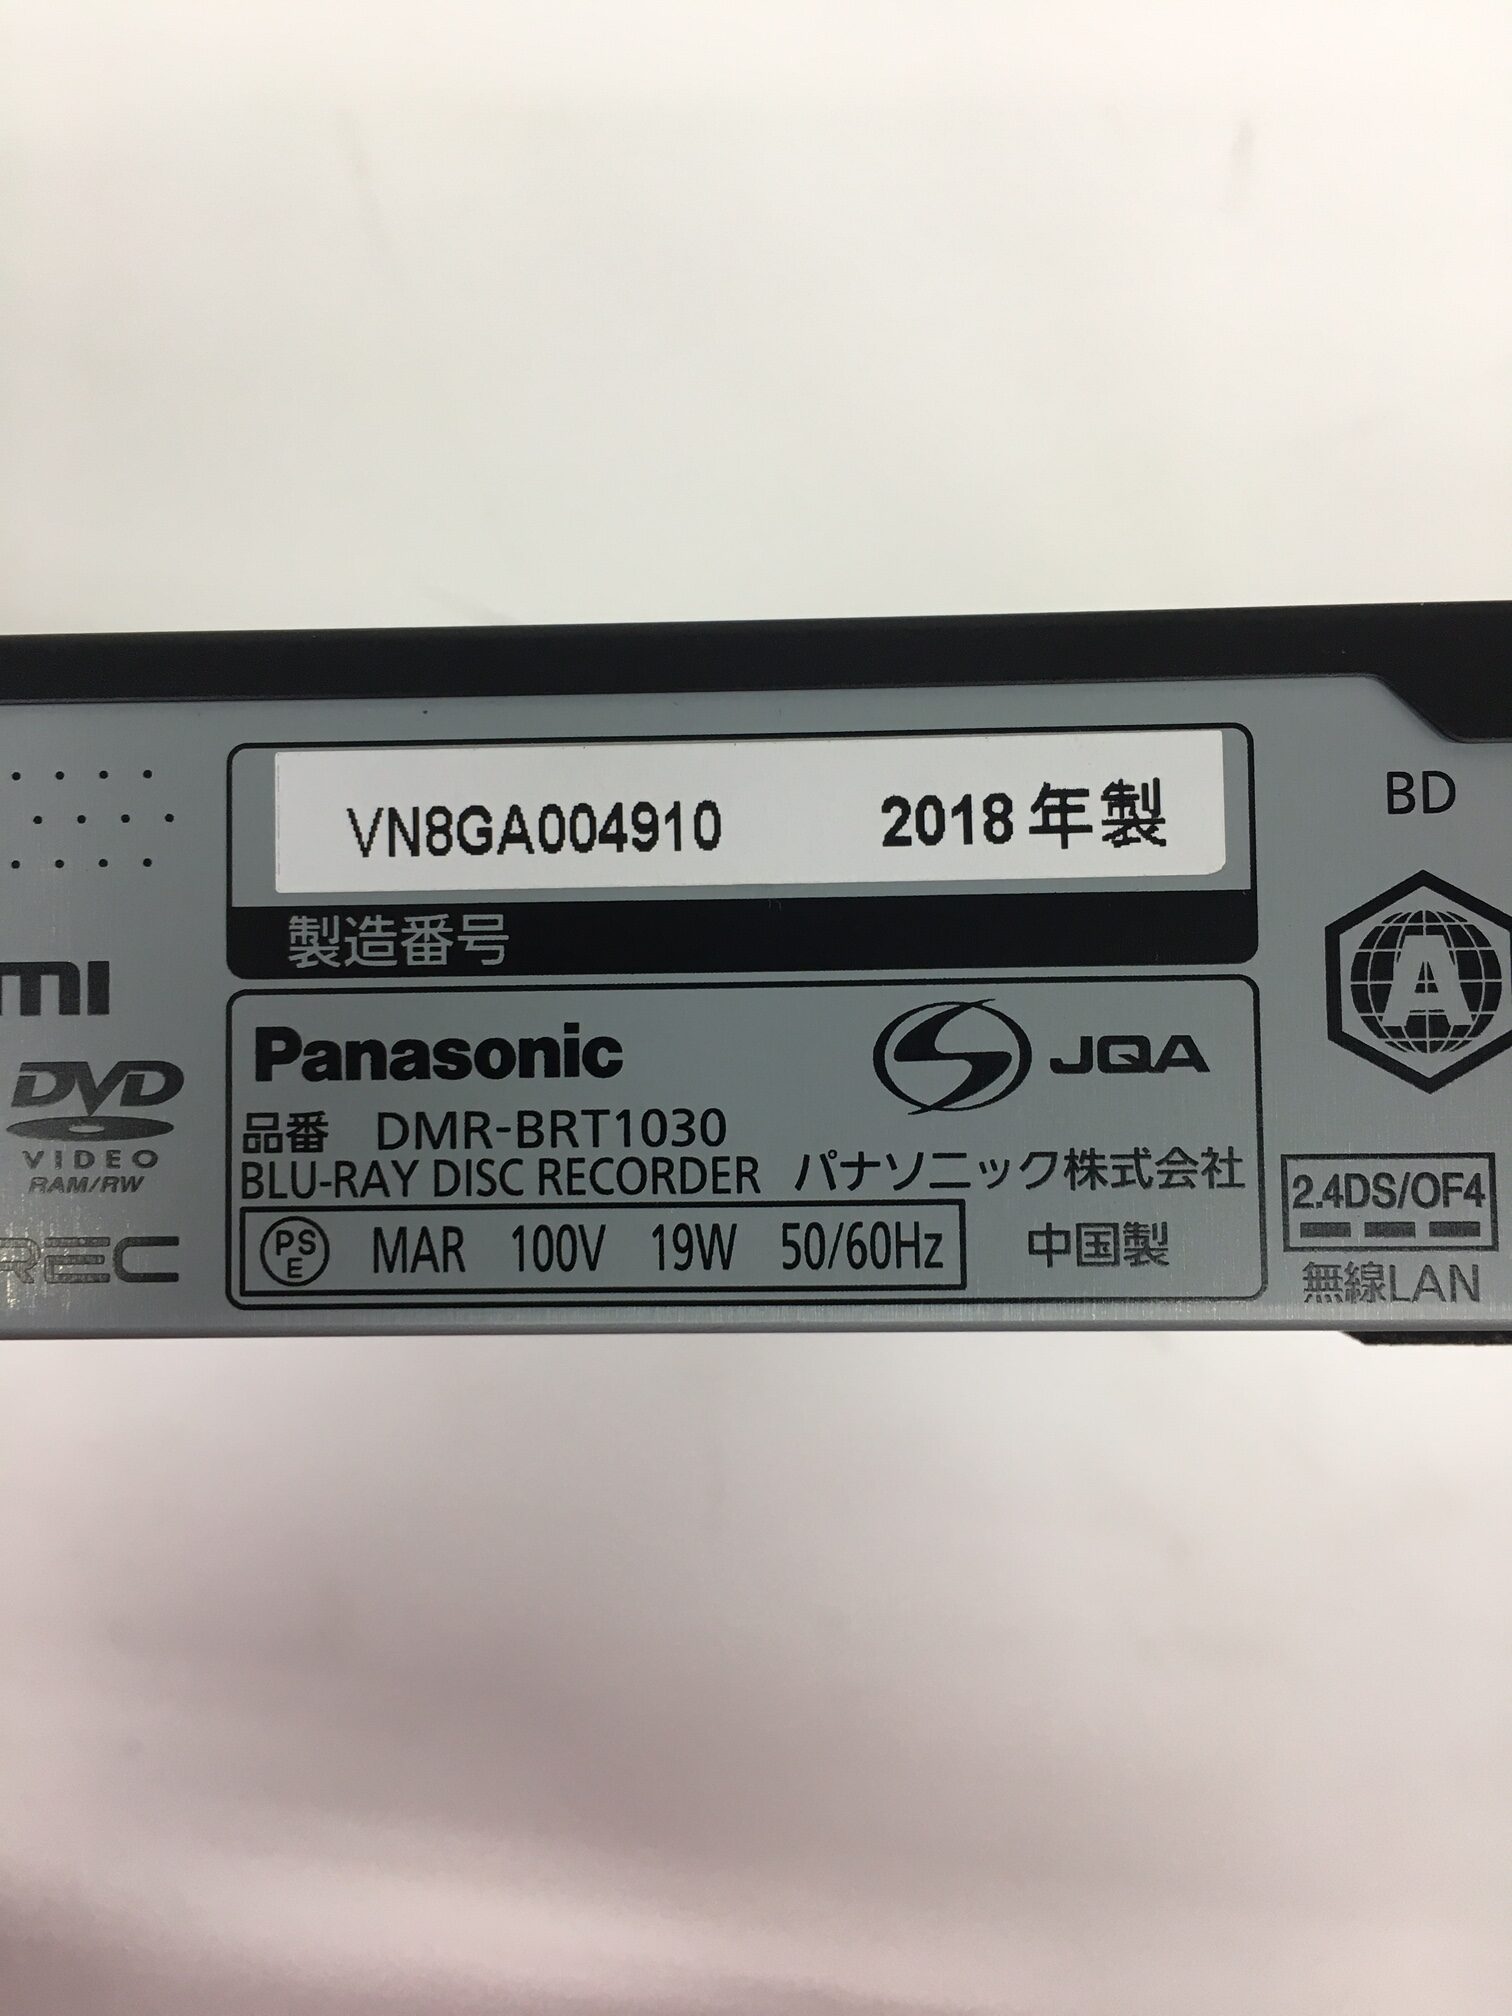 VN8GA004910 2018年製
製造番号
BD
A
mi
DVD
VIDEO
RAM/RW
REC
Panasonic
JQA
品番 DMR-BRT1030
BLU-RAY DISC RECORDER パナソニック株式会社
PSE MAR 100V 19W 50/60Hz 中国製
2.4DS/OF4
無線LAN